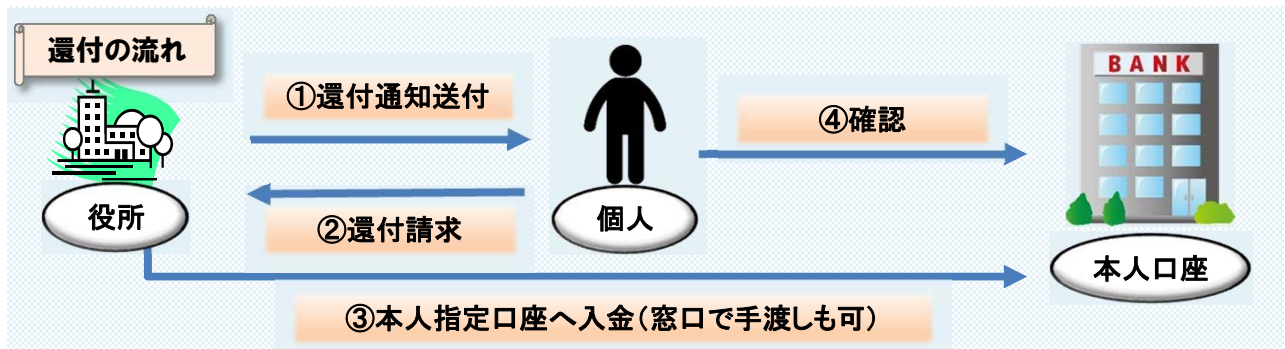 還付の流れ
①還付通知送付
④確認
BANK
役所
②還付請求
個人
本人口座
③本人指定口座へ入金(窓口で手渡しも可)